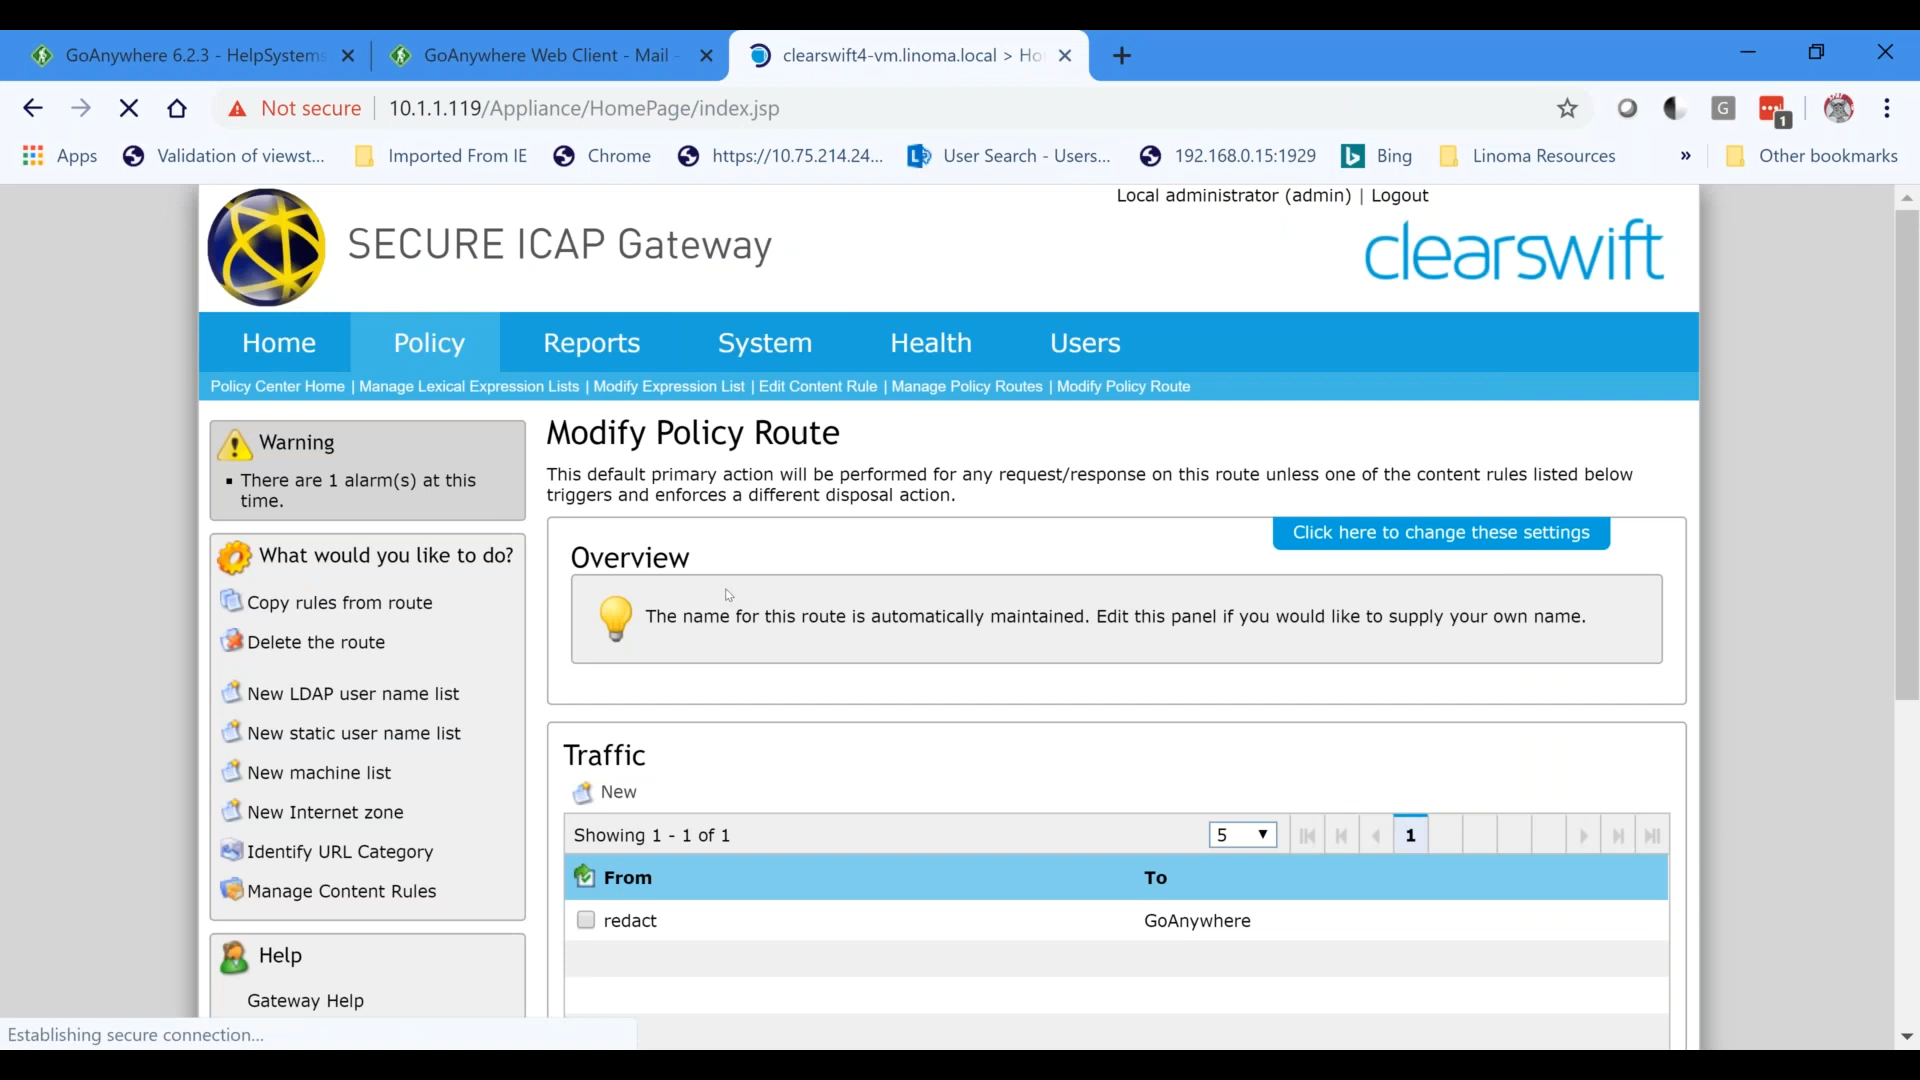 GoAnywhere 6.2.3 - HelpSystems
GoAnywhere Web Client - Mail -
clearswift4-vm.linoma.local > Ho
Not secure
10.1.1.119/Appliance/HomePage/index.jsp
G
1
Apps
Validation of viewst...
Imported From IE
Chrome
https://10.75.214.24...
User Search - Users...
192.168.0.15:1929
Bing
Linoma Resources
»
Other bookmarks
Local administrator (admin) | Logout
SECURE ICAP Gateway
clearswift
Home
Policy
Reports
System
Health
Users
Policy Center Home | Manage Lexical Expression Lists | Modify Expression List | Edit Content Rule | Manage Policy Routes | Modify Policy Route
Warning
There are 1 alarm(s) at this
time.
What would you like to do?
Copy rules from route
Delete the route
New LDAP user name list
New static user name list
New machine list
New Internet zone
Identify URL Category
Manage Content Rules
Help
Gateway Help
Modify Policy Route
This default primary action will be performed for any request/response on this route unless one of the content rules listed below
triggers and enforces a different disposal action.
Click here to change these settings
Overview
The name for this route is automatically maintained. Edit this panel if you would like to supply your own name.
Traffic
New
Showing 1 - 1 of 1
5
1
From
To
redact
GoAnywhere
Establishing secure connection...